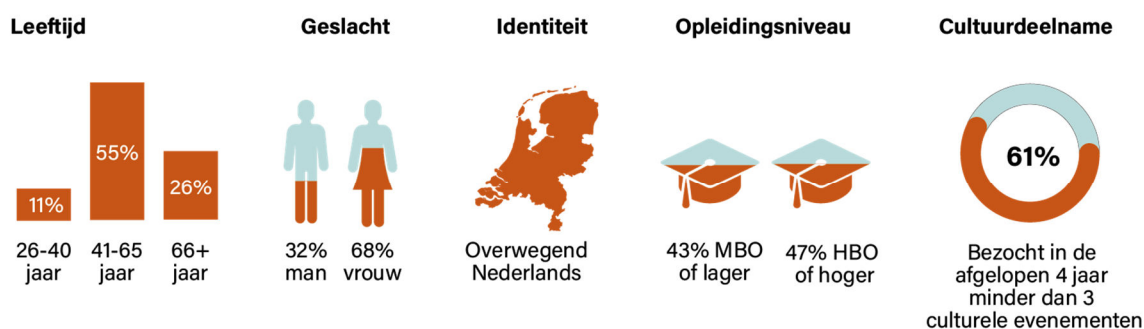 Leeftijd
Geslacht
Identiteit
Opleidingsniveau
Cultuurdeelname
11%
55%
26%
61%
26-40
jaar
41-65
jaar
66+
jaar
32%
man
68%
vrouw
Overwegend
Nederlands
43% MBO
of lager
47% HBO
of hoger
Bezocht in de
afgelopen 4 jaar
minder dan 3
culturele evenementen